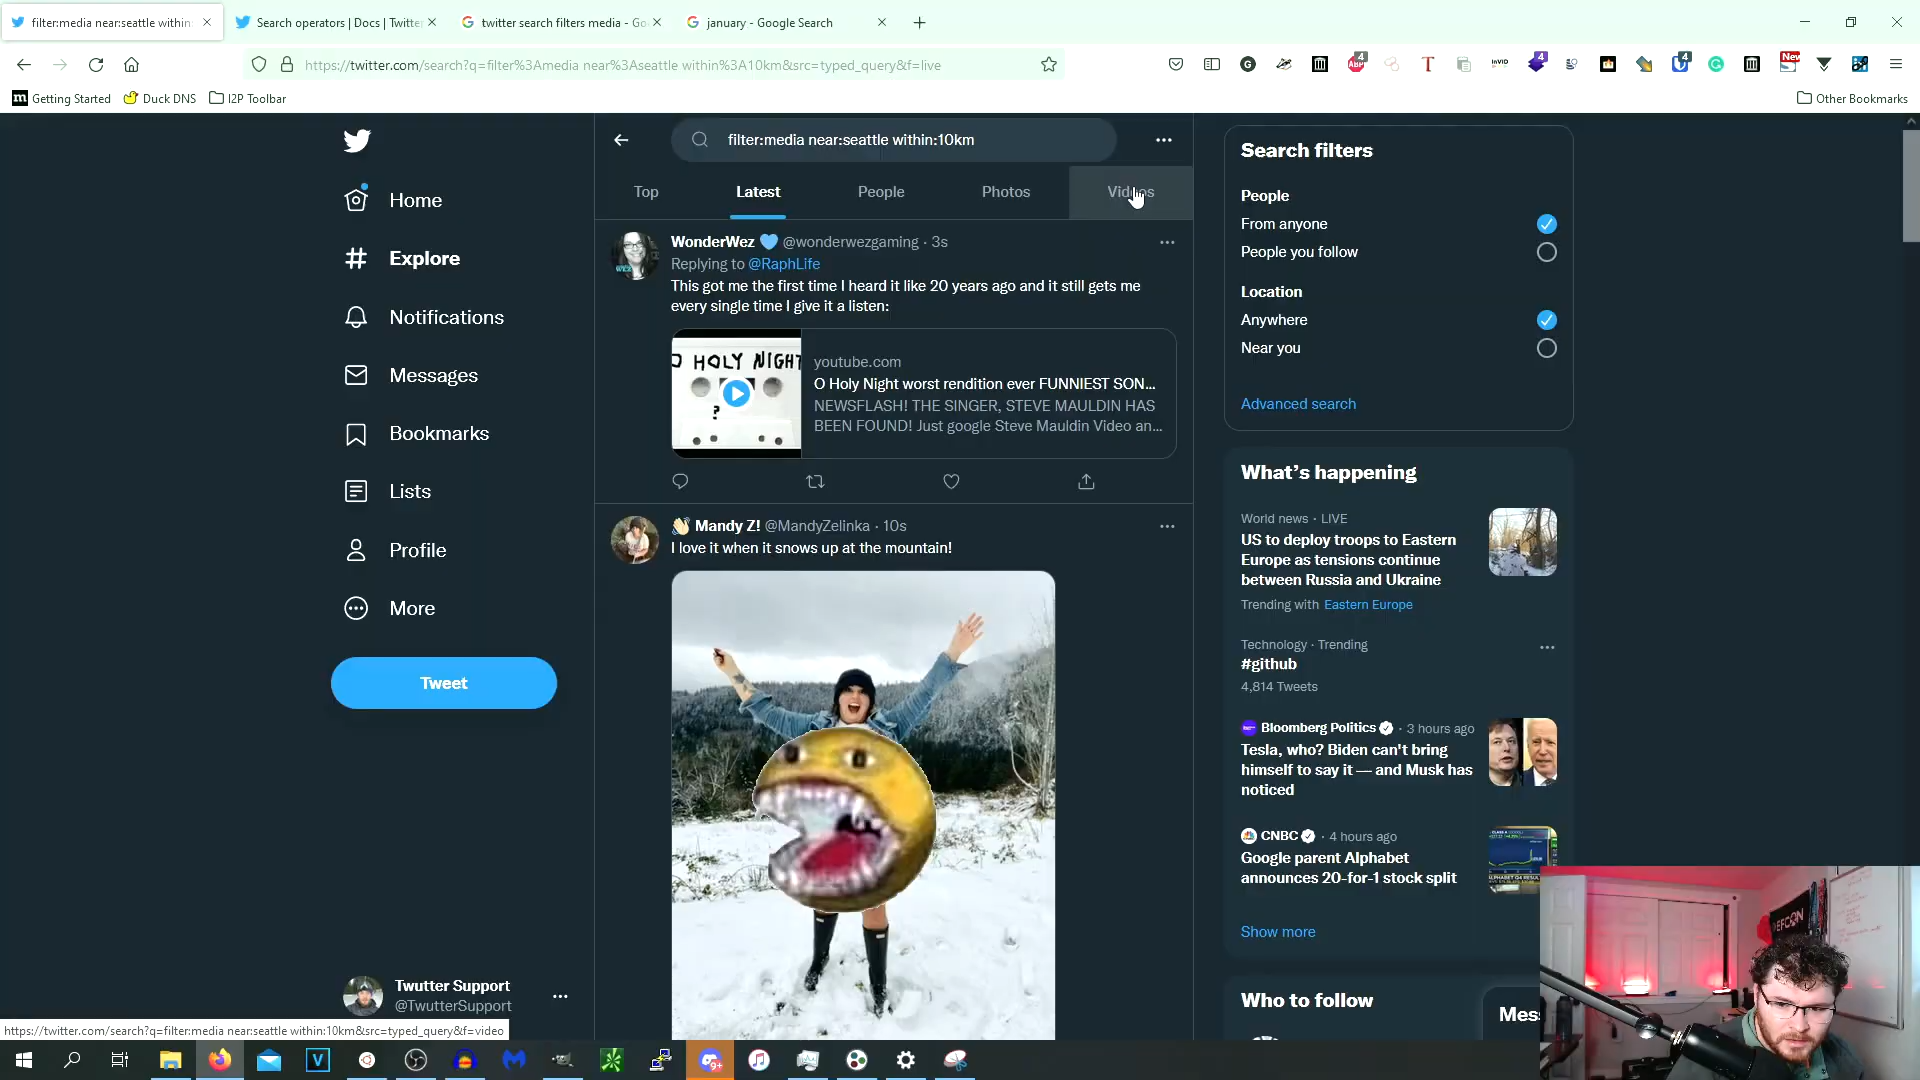 filter:media near:seattle within:
Search operators | Docs | Twitte
twitter search filters media - Go
january - Google Search
https://twitter.com/search?q=filter%3Amedia near%3Aseattle within%3A10km&src=typed_query&f=live
Getting Started
Duck DNS
I2P Toolbar
Other Bookmarks
Home
Explore
Notifications
Messages
Bookmarks
Lists
Profile
More
Tweet
Twutter Support
@TwutterSupport
https://twitter.com/search?q=filter:media near:seattle within:10km&src=typed_query&f=video
filter:media near:seattle within:10km
Top
Latest
People
Photos
Videos
WonderWez 💙 @wonderwezgaming · 3s
Replying to @RaphLife
This got me the first time I heard it like 20 years ago and it still gets me
every single time I give it a listen:
O HOLY NIGHT
?
youtube.com
O Holy Night worst rendition ever FUNNIEST SON...
NEWSFLASH! THE SINGER, STEVE MAULDIN HAS
BEEN FOUND! Just google Steve Mauldin Video an...
👋 Mandy Z! @MandyZelinka · 10s
I love it when it snows up at the mountain!
Search filters
People
From anyone
People you follow
Location
Anywhere
Near you
Advanced search
What's happening
World news · LIVE
US to deploy troops to Eastern
Europe as tensions continue
between Russia and Ukraine
Trending with Eastern Europe
Technology · Trending
#github
4,814 Tweets
Bloomberg Politics · 3 hours ago
Tesla, who? Biden can't bring
himself to say it — and Musk has
noticed
CNBC · 4 hours ago
Google parent Alphabet
announces 20-for-1 stock split
Show more
Who to follow
Mess